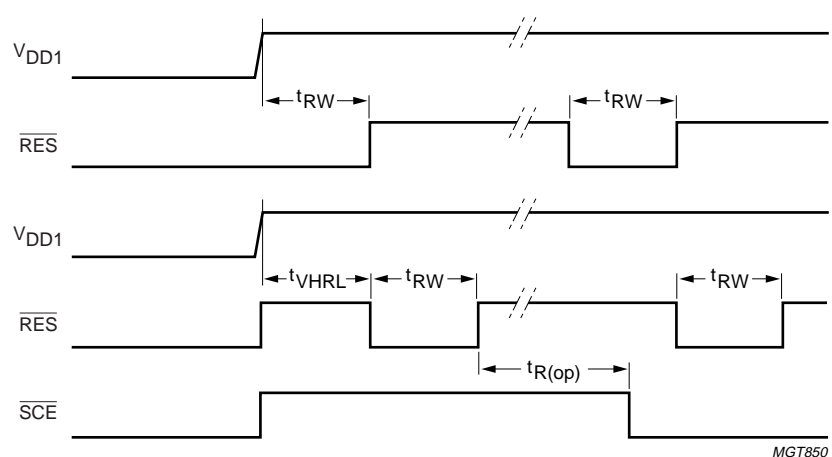 VDD1
tRW tRW
RES
VDD1
tVHRL tRW tRW
RES
tR(op)
SCE
MGT850